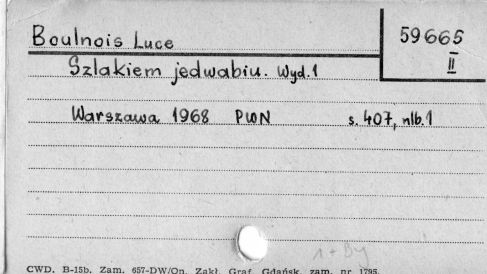 Boulnois Luce
59665
II
Szlakiem jedwabiu. Wyd.1
Warszawa 1968 PWN s. 407, nlb.1
CWD. B-15b. Zam. 657-DW/Qn. Zakł. Graf. Gdańsk, zam. nr 1795.